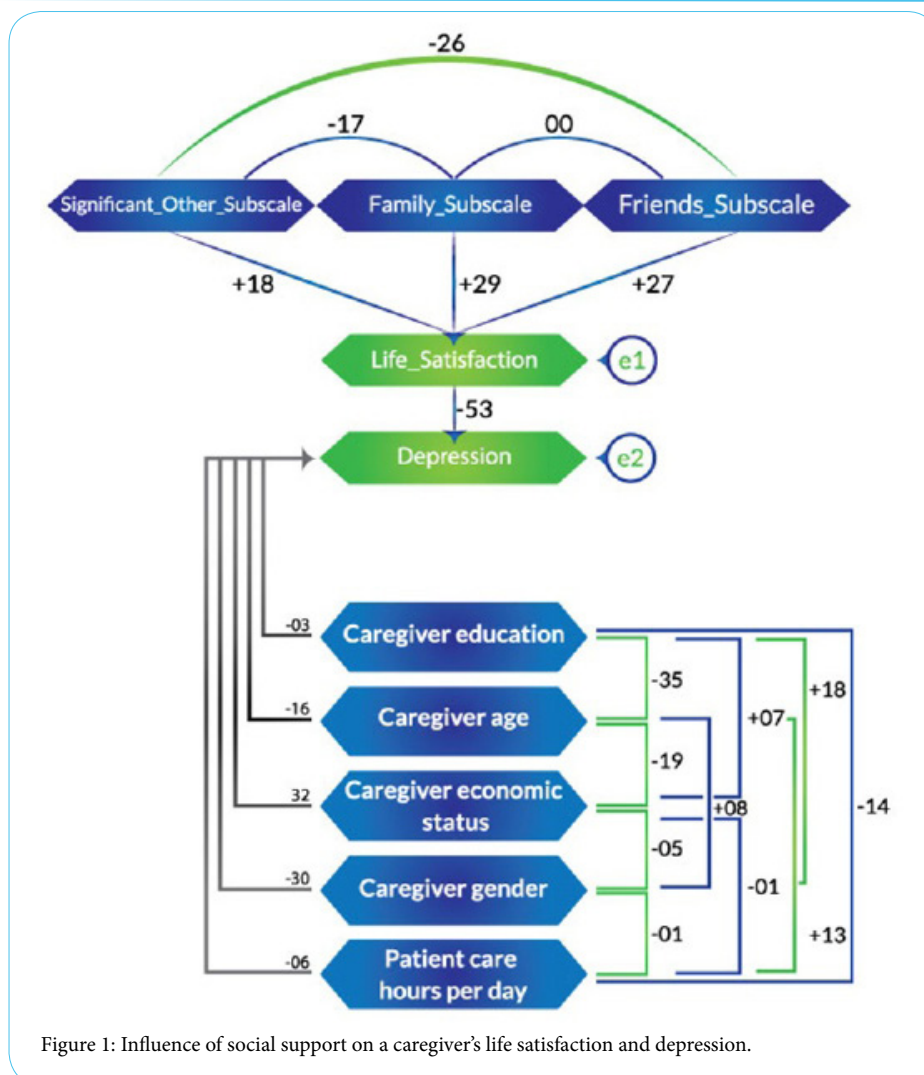 -26
-17
00
Significant_Other_Subscale
Family_Subscale
Friends_Subscale
+18
+29
+27
Life_Satisfaction
e1
-53
Depression
e2
-03
Caregiver education
-35
+18
-16
Caregiver age
+07
-19
32
Caregiver economic
status
+08
-14
-05
-30
Caregiver gender
-01
-01
+13
-06
Patient care
hours per day
Figure 1: Influence of social support on a caregiver's life satisfaction and depression.